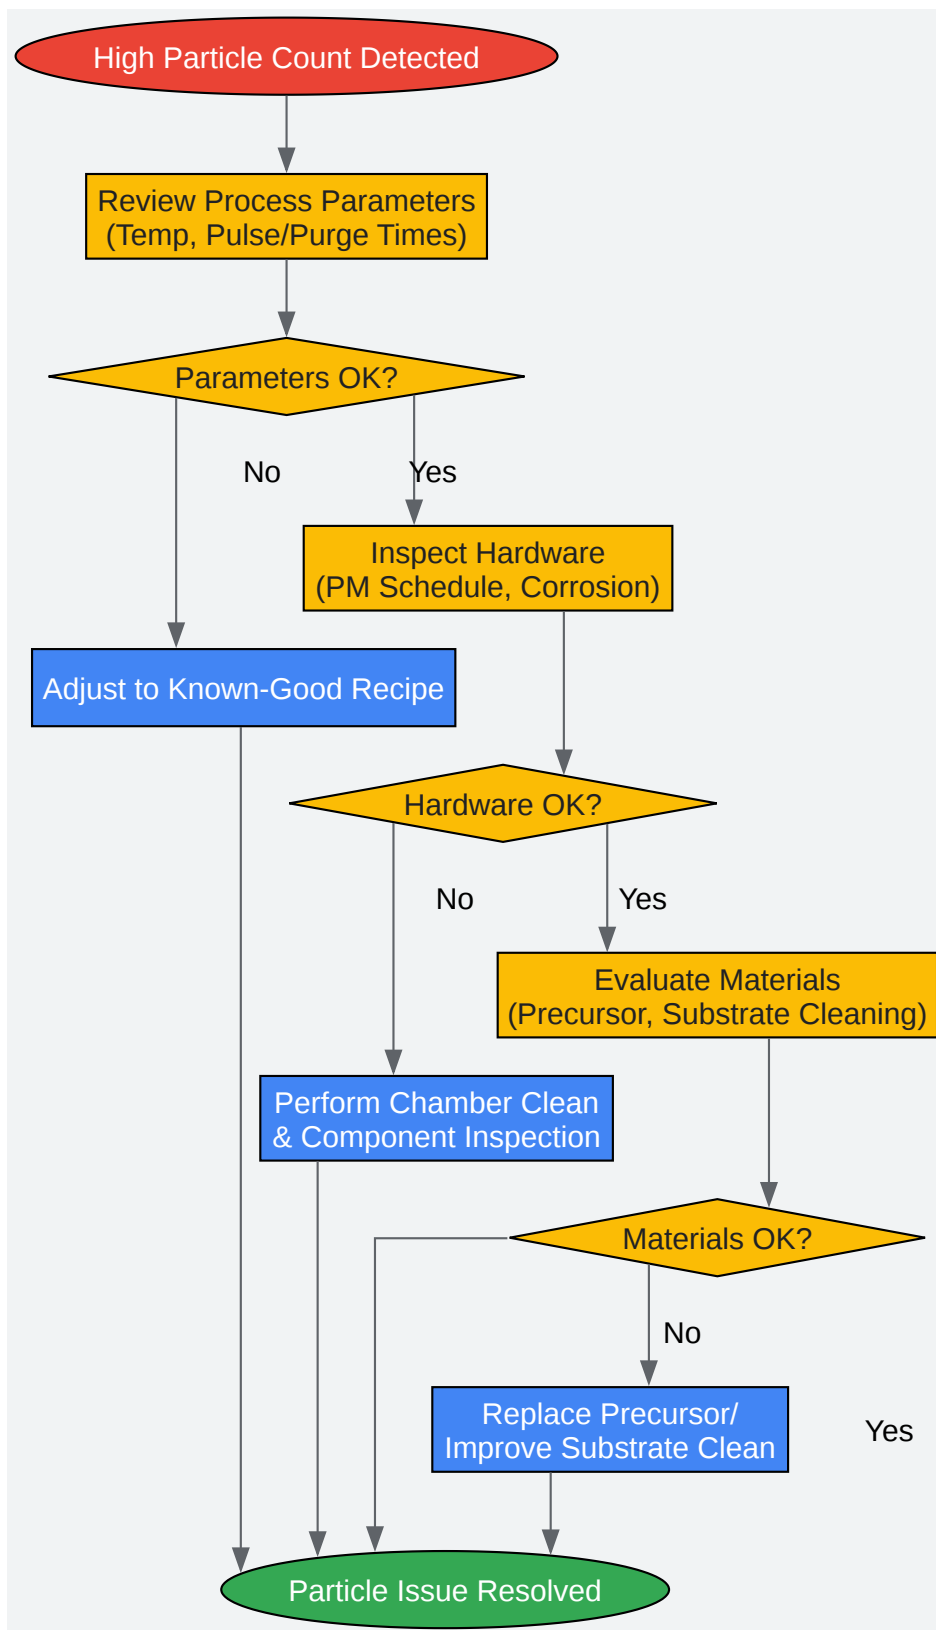 High Particle Count Detected
Review Process Parameters
(Temp, Pulse/Purge Times)
Parameters OK?
No
Yes
Inspect Hardware
(PM Schedule, Corrosion)
Adjust to Known-Good Recipe
Hardware OK?
No
Yes
Evaluate Materials
(Precursor, Substrate Cleaning)
Perform Chamber Clean
& Component Inspection
Materials OK?
No
Replace Precursor/
Improve Substrate Clean
Yes
Particle Issue Resolved